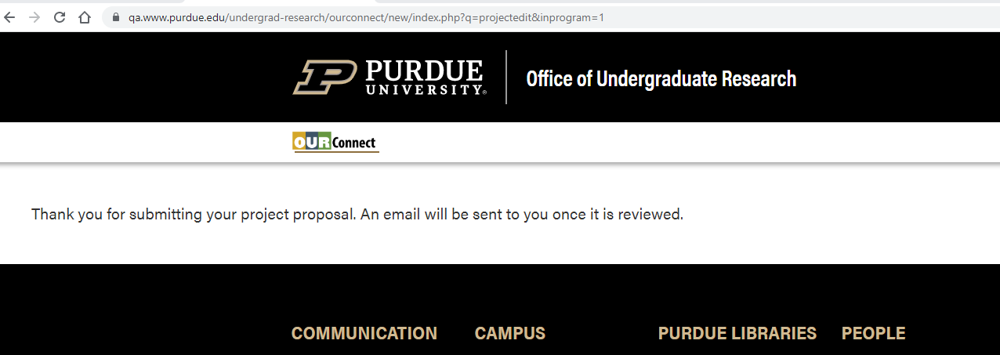 qa.www.purdue.edu/undergrad-research/ourconnect/new/index.php?q=projectedit&inprogram=1
P PURDUE UNIVERSITY®
Office of Undergraduate Research
OURConnect
Thank you for submitting your project proposal. An email will be sent to you once it is reviewed.
COMMUNICATION CAMPUS PURDUE LIBRARIES PEOPLE